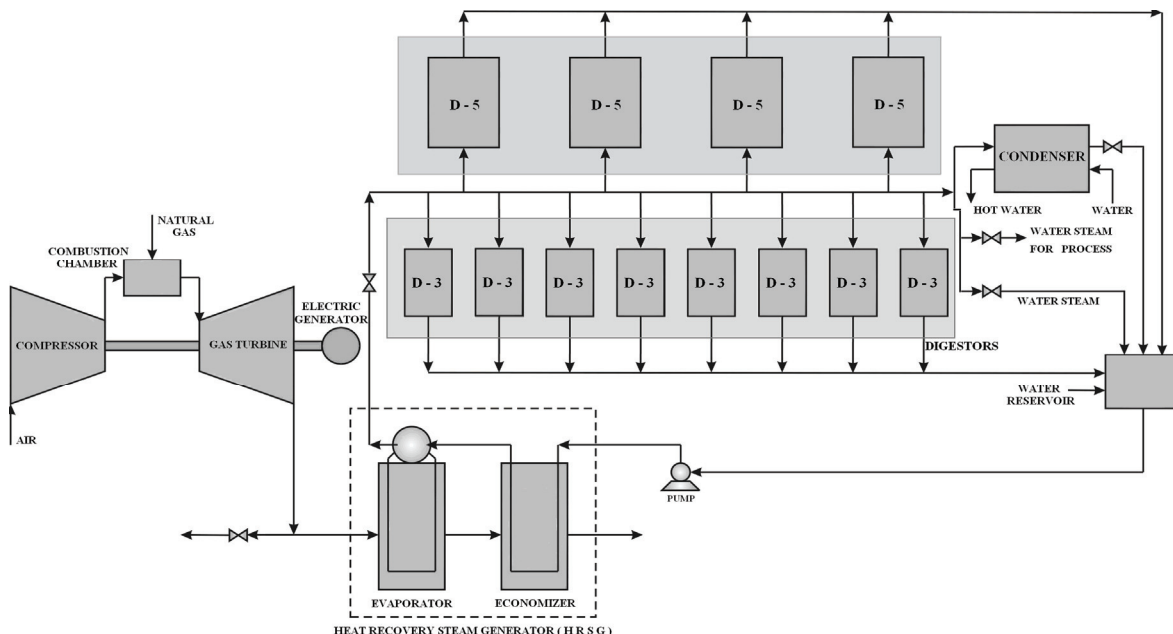 D - 5
D - 5
D - 5
D - 5
CONDENSER
HOT WATER
WATER
WATER STEAM
FOR PROCESS
WATER STEAM
D - 3
D - 3
D - 3
D - 3
D - 3
D - 3
D - 3
D - 3
DIGESTORS
NATURAL
GAS
COMBUSTION
CHAMBER
ELECTRIC
GENERATOR
COMPRESSOR
GAS TURBINE
AIR
WATER
RESERVOIR
PUMP
EVAPORATOR
ECONOMIZER
HEAT RECOVERY STEAM GENERATOR ( H R S G )